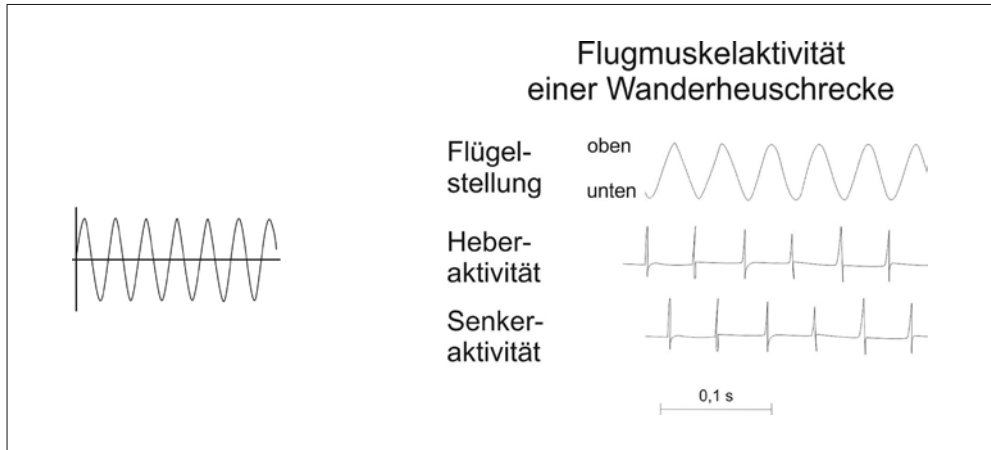 Flugmuskelaktivität
einer Wanderheuschrecke
Flügel-
stellung
oben
unten
Heber-
aktivität
Senker-
aktivität
0,1 s